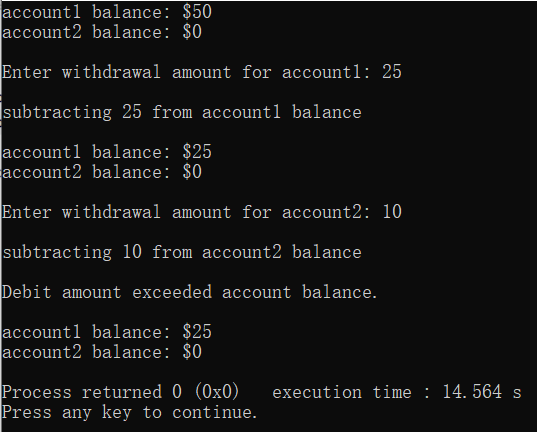 account1 balance: $50
account2 balance: $0
Enter withdrawal amount for account1: 25
subtracting 25 from account1 balance
account1 balance: $25
account2 balance: $0
Enter withdrawal amount for account2: 10
subtracting 10 from account2 balance
Debit amount exceeded account balance.
account1 balance: $25
account2 balance: $0
Process returned 0 (0x0)   execution time : 14.564 s
Press any key to continue.